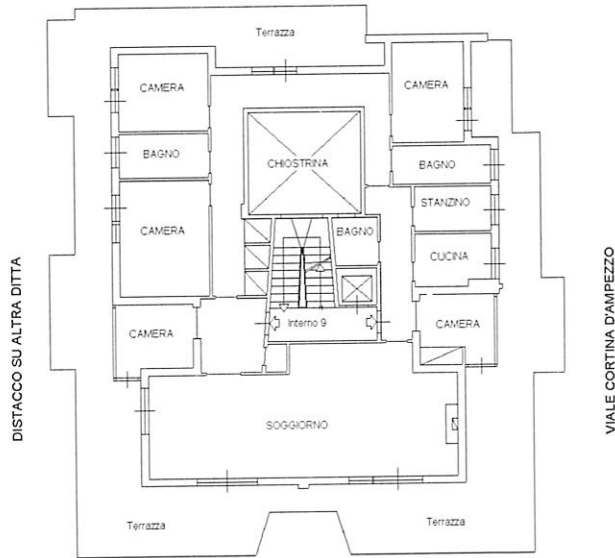 Terrazza
CAMERA
CAMERA
BAGNO
CHIOSTRINA
BAGNO
CAMERA
STANZINO
BAGNO
CUCINA
CAMERA
Interno 9
CAMERA
SOGGIORNO
Terrazza
Terrazza
DISTACCO SU ALTRA DITTA
VIALE CORTINA D'AMPEZZO